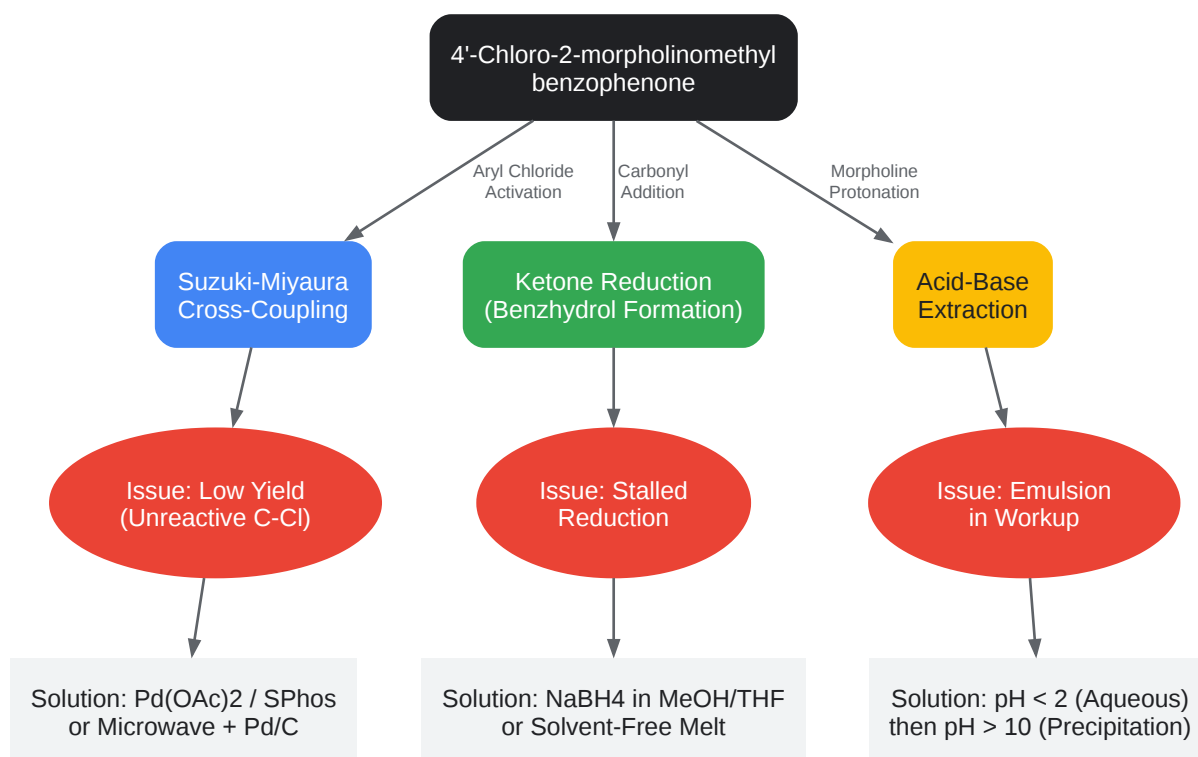 4'-Chloro-2-morpholinomethyl
benzophenone
Aryl Chloride
Activation
Carbonyl
Addition
Morpholine
Protonation
Suzuki-Miyaura
Cross-Coupling
Ketone Reduction
(Benzhydrol Formation)
Acid-Base
Extraction
Issue: Low Yield
(Unreactive C-Cl)
Issue: Stalled
Reduction
Issue: Emulsion
in Workup
Solution: Pd(OAc)2 / SPhos
or Microwave + Pd/C
Solution: NaBH4 in MeOH/THF
or Solvent-Free Melt
Solution: pH < 2 (Aqueous)
then pH > 10 (Precipitation)